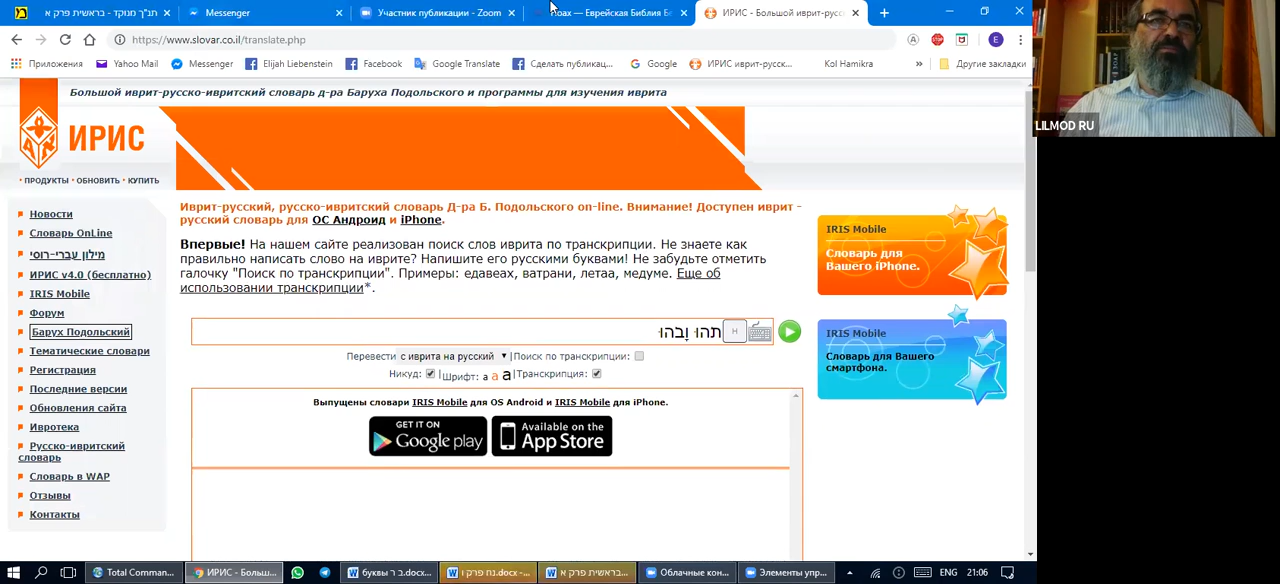 תנ"ך מנוקד - בראשית פרק א
Messenger
Участник публикации - Zoom
Ноах — Еврейская Библия Бе
ИРИС - Большой иврит-русс
https://www.slovar.co.il/translate.php
Приложения
Yahoo Mail
Messenger
Elijah Liebenstein
Facebook
Google Translate
Сделать публикац...
Google
ИРИС иврит-русск...
Kol Hamikra
»
Другие закладки
Большой иврит-русско-ивритский словарь д-ра Баруха Подольского и программы для изучения иврита
ИРИС
• ПРОДУКТЫ • ОБНОВИТЬ • КУПИТЬ
Новости
Словарь OnLine
מילון עברי-רוסי
ИРИС v4.0 (бесплатно)
IRIS Mobile
Форум
Барух Подольский
Тематические словари
Регистрация
Последние версии
Обновления сайта
Ивротека
Русско-ивритский
словарь
Словарь в WAP
Отзывы
Контакты
Иврит-русский, русско-ивритский словарь Д-ра Б. Подольского on-line. Внимание! Доступен иврит -
русский словарь для ОС Андроид и iPhone.
Впервые! На нашем сайте реализован поиск слов иврита по транскрипции. Не знаете как
правильно написать слово на иврите? Напишите его русскими буквами! Не забудьте отметить
галочку "Поиск по транскрипции". Примеры: едавеах, ватрани, летаа, медуме. Еще об
использовании транскрипции*.
תהוּ וָבֹהוּ
H
Перевести с иврита на русский |Поиск по транскрипции:
Никуд: |Шрифт: а а а |Транскрипция:
Выпущены словари IRIS Mobile для OS Android и IRIS Mobile для iPhone.
GET IT ON
Google play
Available on the
App Store
IRIS Mobile
Словарь для
Вашего iPhone.
IRIS Mobile
Словарь для Вашего
смартфона.
LILMOD RU
Total Comman...
ИРИС - Больш...
буквы ב ר.docx...
נח פרק ו.docx -...
בראשית פרק א...
Облачные кон...
Элементы упр...
ENG
21:06